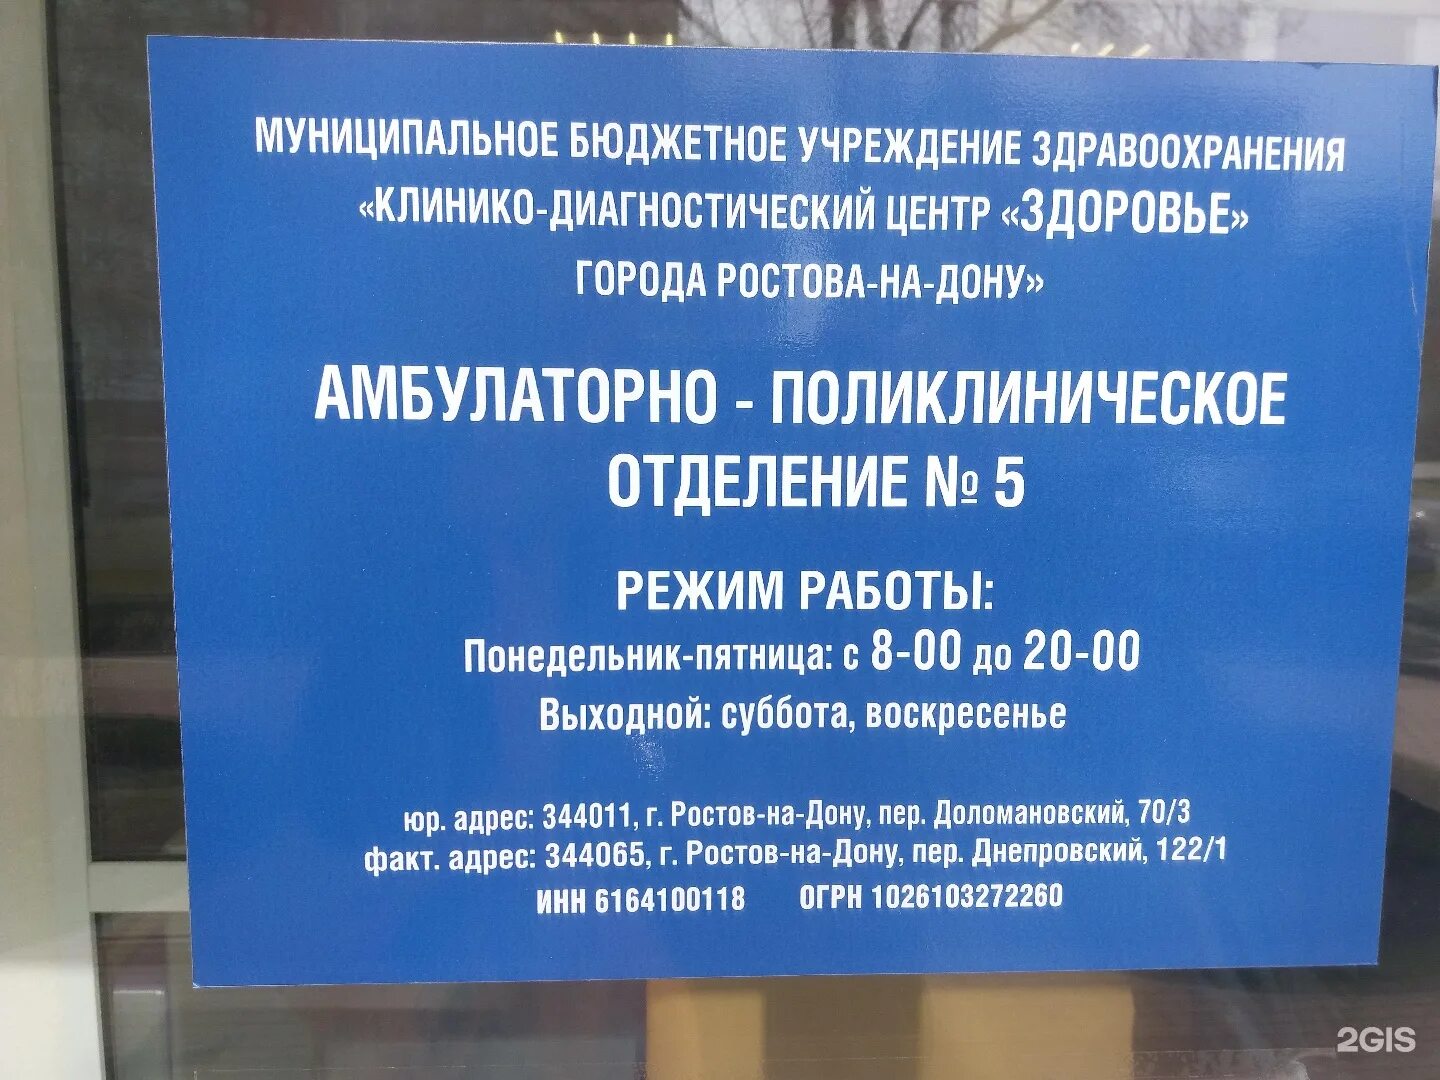 МУНИЦИПАЛЬНОЕ БЮДЖЕТНОЕ УЧРЕЖДЕНИЕ ЗДРАВООХРАНЕНИЯ
«КЛИНИКО-ДИАГНОСТИЧЕСКИЙ ЦЕНТР «ЗДОРОВЬЕ»
ГОРОДА РОСТОВА-НА-ДОНУ»
АМБУЛАТОРНО - ПОЛИКЛИНИЧЕСКОЕ
ОТДЕЛЕНИЕ № 5
РЕЖИМ РАБОТЫ:
Понедельник-пятница: с 8-00 до 20-00
Выходной: суббота, воскресенье
юр. адрес: 344011, г. Ростов-на-Дону, пер. Доломановский, 70/3
факт. адрес: 344065, г. Ростов-на-Дону, пер. Днепровский, 122/1
ИНН 6164100118 ОГРН 1026103272260
2GIS